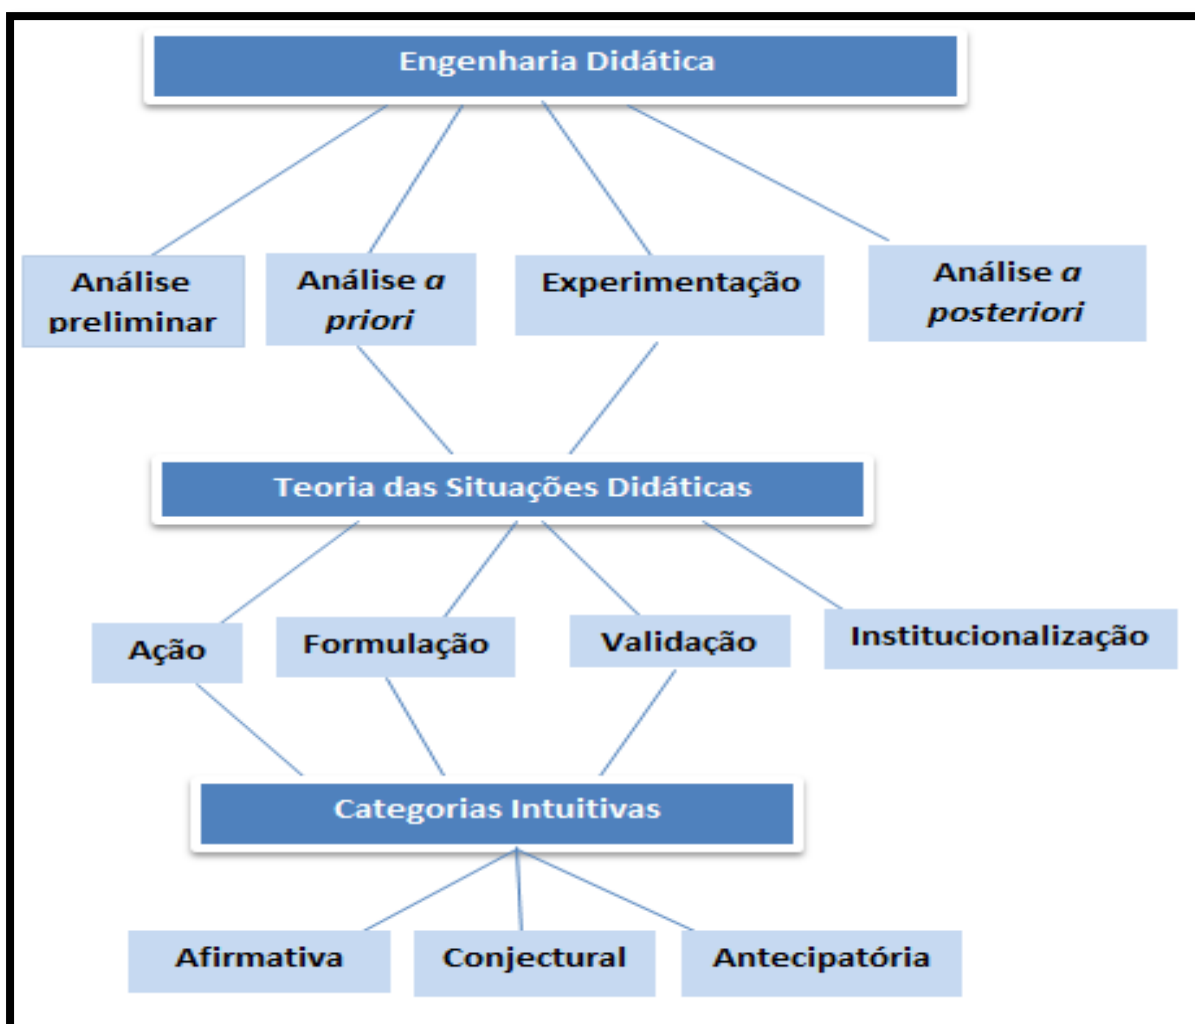 Engenharia Didática
Análise
preliminar
Análise a
priori
Experimentação
Análise a
posteriori
Teoria das Situações Didáticas
Ação
Formulação
Validação
Institucionalização
Categorias Intuitivas
Afirmativa
Conjectural
Antecipatória